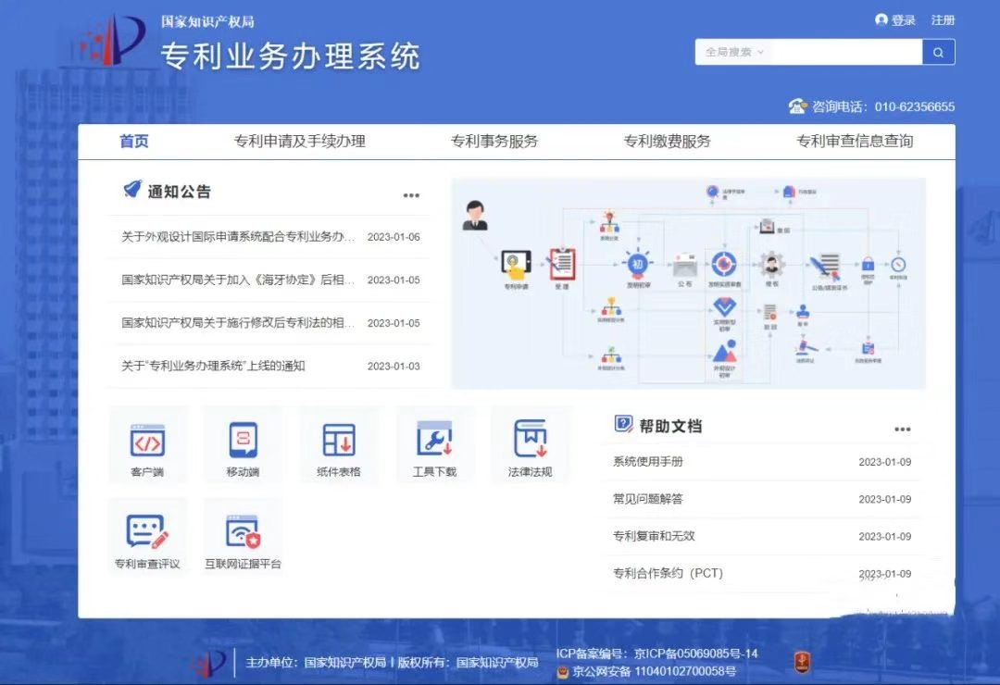 国家知识产权局
专利业务办理系统
登录 注册
全局搜索
咨询电话：010-62356655
首页 专利申请及手续办理 专利事务服务 专利缴费服务 专利审查信息查询
通知公告
关于外观设计国际申请系统配合专利业务办... 2023-01-06
国家知识产权局关于加入《海牙协定》后相... 2023-01-05
国家知识产权局关于施行修改后专利法的相... 2023-01-05
关于“专利业务办理系统”上线的通知 2023-01-03
专利申请
受理
初
发明初审
公布
发明实质审查
授权
公告/颁发证书
实用新型初审
外观设计初审
驳回
客户端
移动端
纸件表格
工具下载
法律法规
专利审查评议
互联网证据平台
帮助文档
系统使用手册 2023-01-09
常见问题解答 2023-01-09
专利复审和无效 2023-01-09
专利合作条约（PCT） 2023-01-09
主办单位：国家知识产权局 | 版权所有：国家知识产权局
ICP备案编号：京ICP备05069085号-14
京公网安备 11040102700058号